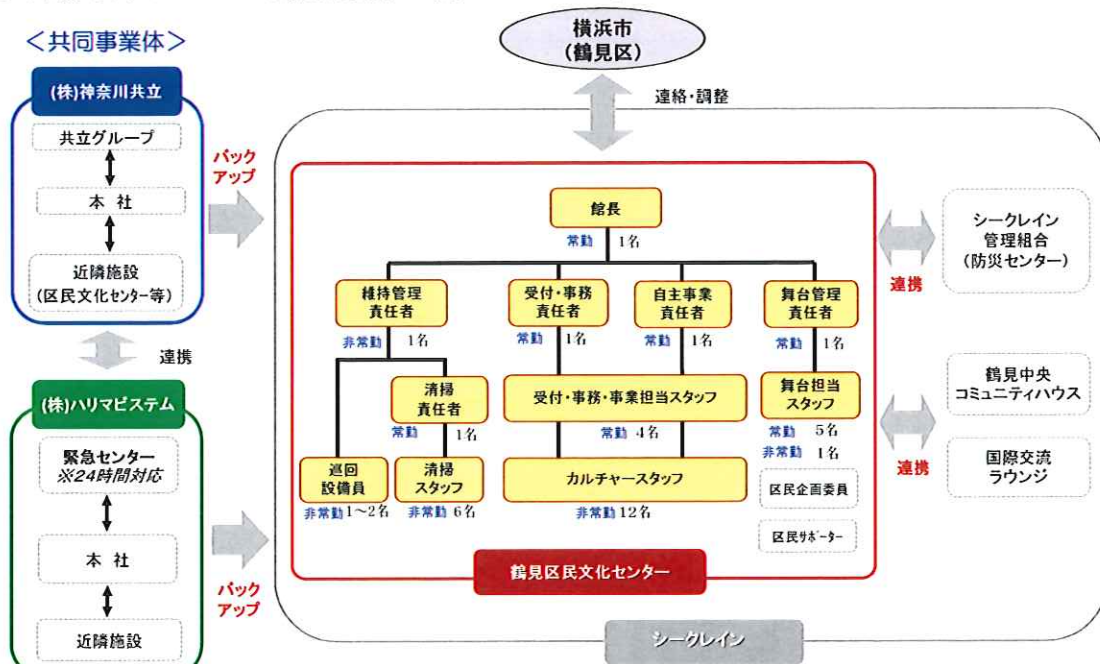 横浜市
(鶴見区)
連絡・調整
<共同事業体>
(株)神奈川共立
共立グループ
本 社
近隣施設
(区民文化センター等)
バック
アップ
連携
(株)ハリマビステム
緊急センター
※24時間対応
本 社
近隣施設
バック
アップ
館長
常勤 1名
維持管理
責任者
非常勤 1名
受付・事務
責任者
常勤 1名
自主事業
責任者
常勤 1名
舞台管理
責任者
常勤 1名
清掃
責任者
常勤 1名
受付・事務・事業担当スタッフ
常勤 4名
舞台担当
スタッフ
常勤 5名
非常勤 1名
巡回
設備員
非常勤 1~2名
清掃
スタッフ
非常勤 6名
カルチャースタッフ
非常勤 12名
区民企画委員
区民サポーター
鶴見区民文化センター
シークレイン
連携
シークレイン
管理組合
(防災センター)
連携
鶴見中央
コミュニティハウス
国際交流
ラウンジ